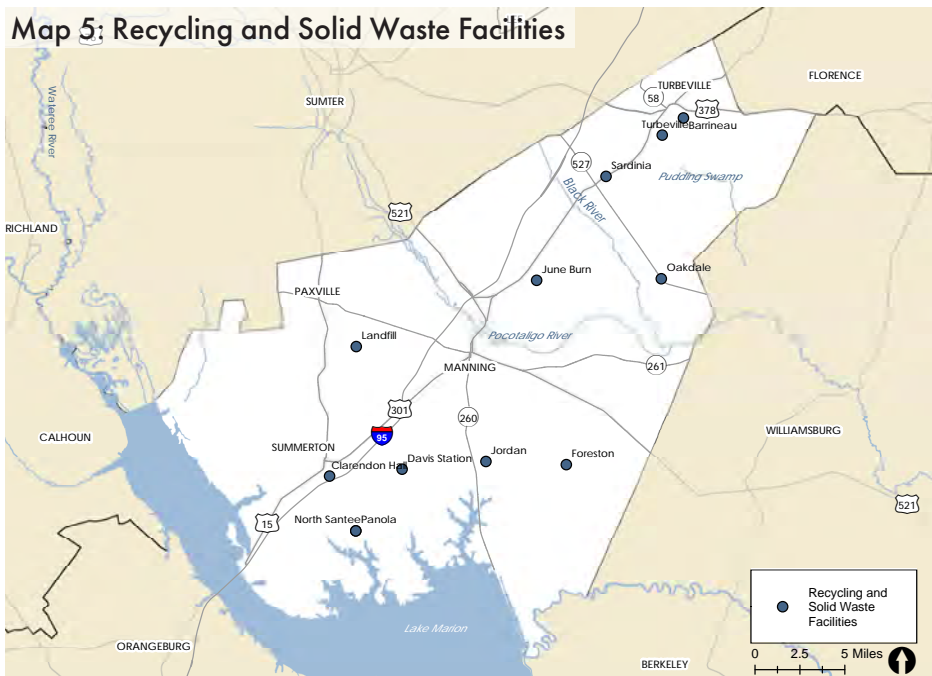 Map 5: Recycling and Solid Waste Facilities
FLORENCE
TURBEVILLE
58
378
SUMTER
Wateree River
Turbeville
Barrineau
527
Sardinia
Pudding Swamp
Black River
521
RICHLAND
June Burn
Oakdale
PAXVILLE
Pocotaligo River
Landfill
261
MANNING
301
260
95
CALHOUN
WILLIAMSBURG
SUMMERTON
Clarendon Hall
Davis Station
Jordan
Foreston
521
15
North Santee
Panola
Lake Marion
ORANGEBURG
BERKELEY
Recycling and
Solid Waste
Facilities
0 2.5 5 Miles